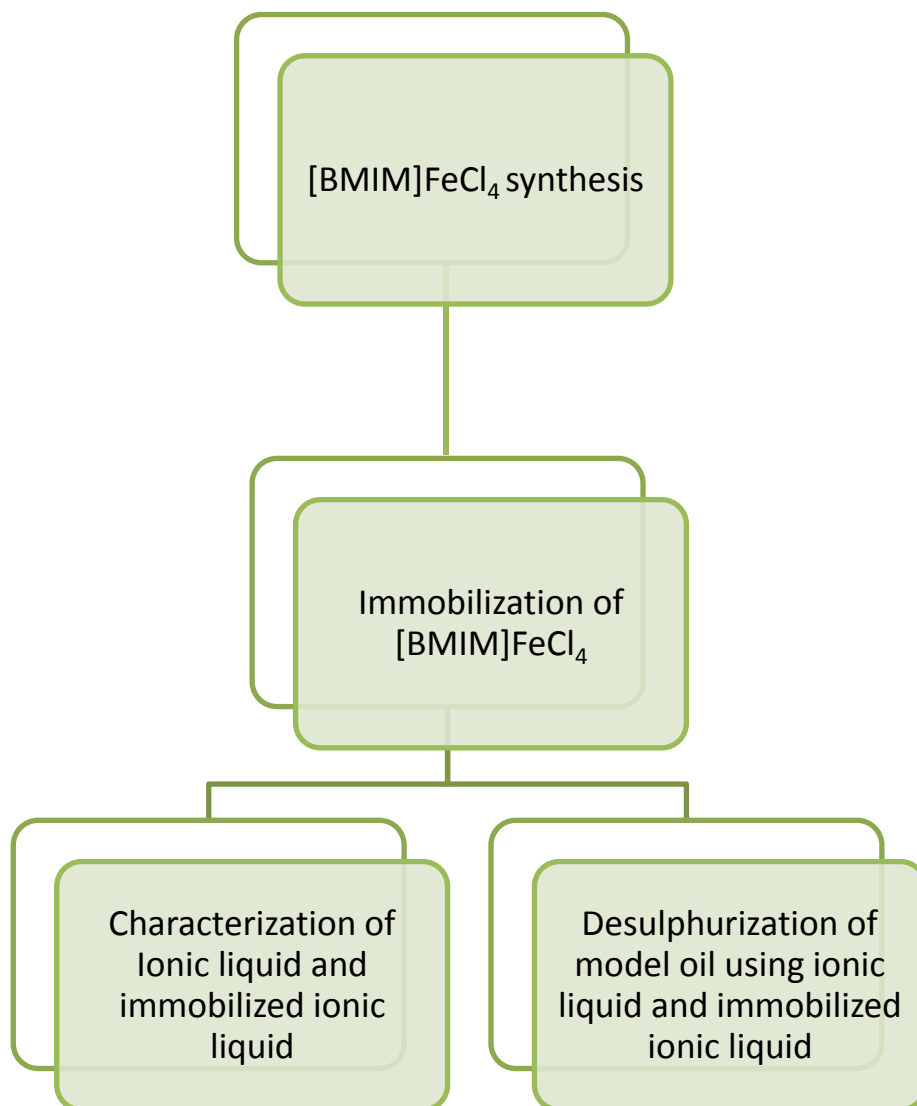 [BMIM]FeCl₄ synthesis
Immobilization of
[BMIM]FeCl₄
Characterization of
Ionic liquid and
immobilized ionic
liquid
Desulphurization of
model oil using ionic
liquid and immobilized
ionic liquid